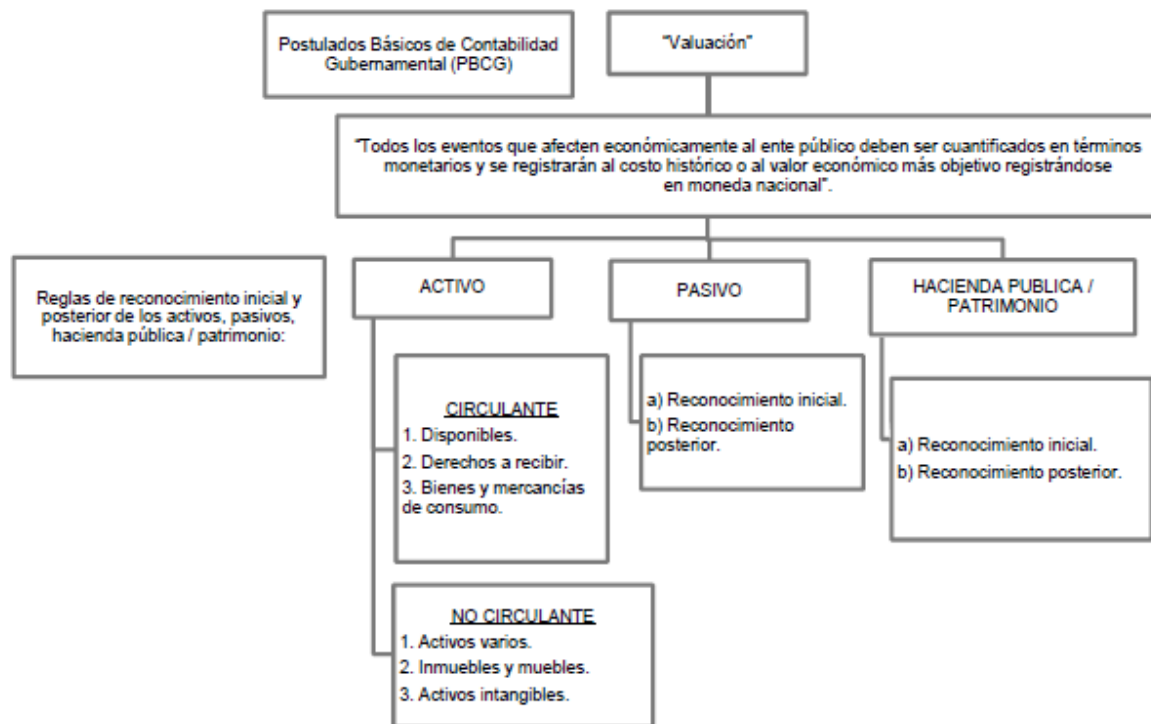 Postulados Básicos de Contabilidad
Gubernamental (PBCG)
"Valuación"
"Todos los eventos que afecten económicamente al ente público deben ser cuantificados en términos
monetarios y se registrarán al costo histórico o al valor económico más objetivo registrándose
en moneda nacional".
Reglas de reconocimiento inicial y
posterior de los activos, pasivos,
hacienda pública / patrimonio:
ACTIVO
PASIVO
HACIENDA PUBLICA /
PATRIMONIO
CIRCULANTE
1. Disponibles.
2. Derechos a recibir.
3. Bienes y mercancías
de consumo.
a) Reconocimiento inicial.
b) Reconocimiento
posterior.
a) Reconocimiento inicial.
b) Reconocimiento posterior.
NO CIRCULANTE
1. Activos varios.
2. Inmuebles y muebles.
3. Activos intangibles.